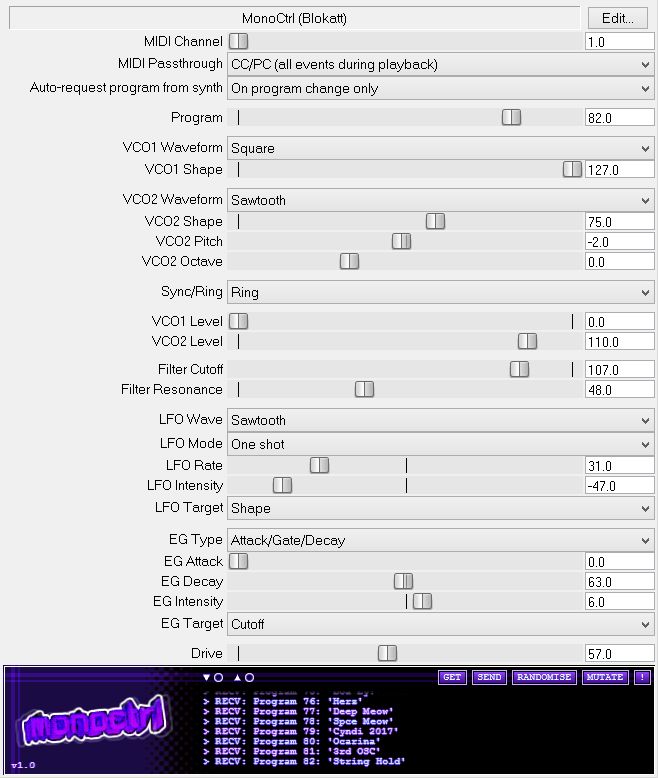 MonoCtrl (Blokatt)
Edit...
MIDI Channel 1.0
MIDI Passthrough CC/PC (all events during playback)
Auto-request program from synth On program change only
Program 82.0
VCO1 Waveform Square
VCO1 Shape 127.0
VCO2 Waveform Sawtooth
VCO2 Shape 75.0
VCO2 Pitch -2.0
VCO2 Octave 0.0
Sync/Ring Ring
VCO1 Level 0.0
VCO2 Level 110.0
Filter Cutoff 107.0
Filter Resonance 48.0
LFO Wave Sawtooth
LFO Mode One shot
LFO Rate 31.0
LFO Intensity -47.0
LFO Target Shape
EG Type Attack/Gate/Decay
EG Attack 0.0
EG Decay 63.0
EG Intensity 6.0
EG Target Cutoff
Drive 57.0
GET SEND RANDOMISE MUTATE !
monoctrl
v1.0
> RECV: Program 76: 'Herz'
> RECV: Program 77: 'Deep Meow'
> RECV: Program 78: 'Spce Meow'
> RECV: Program 79: 'Cyndi 2017'
> RECV: Program 80: 'Ocarina'
> RECV: Program 81: '3rd OSC'
> RECV: Program 82: 'String Hold'